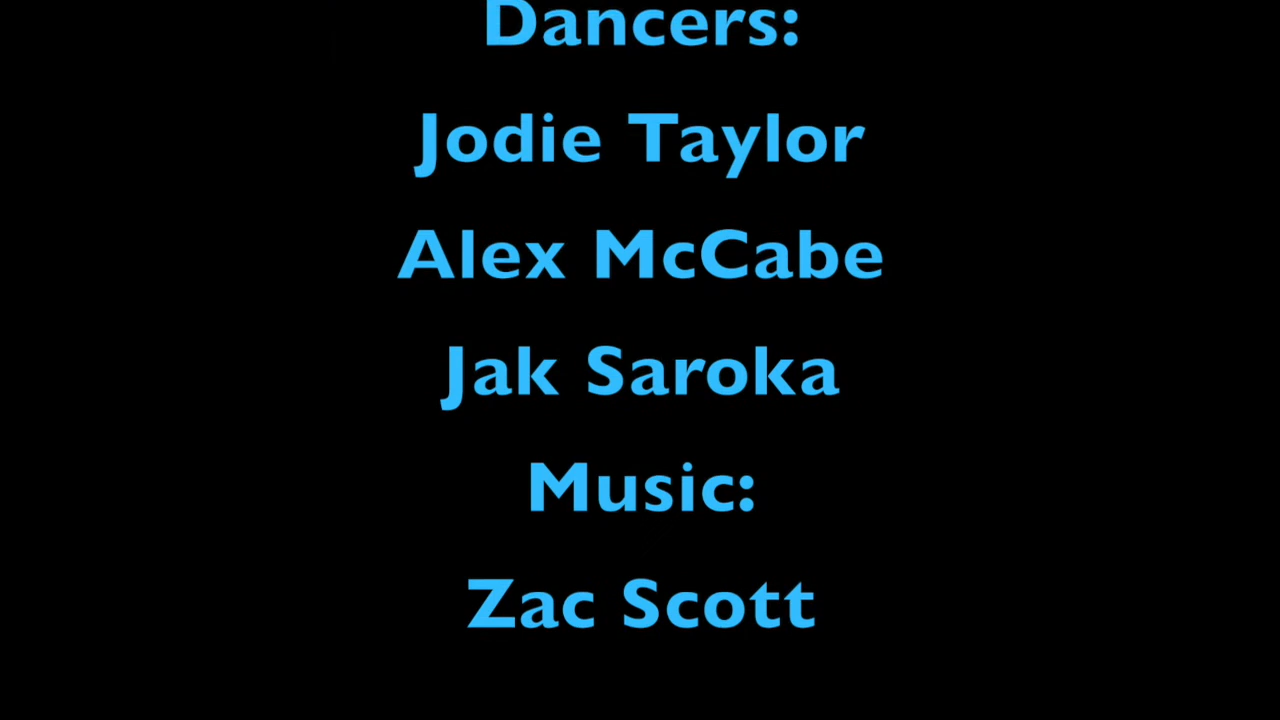 Dancers:
Jodie Taylor
Alex McCabe
Jak Saroka
Music:
Zac Scott